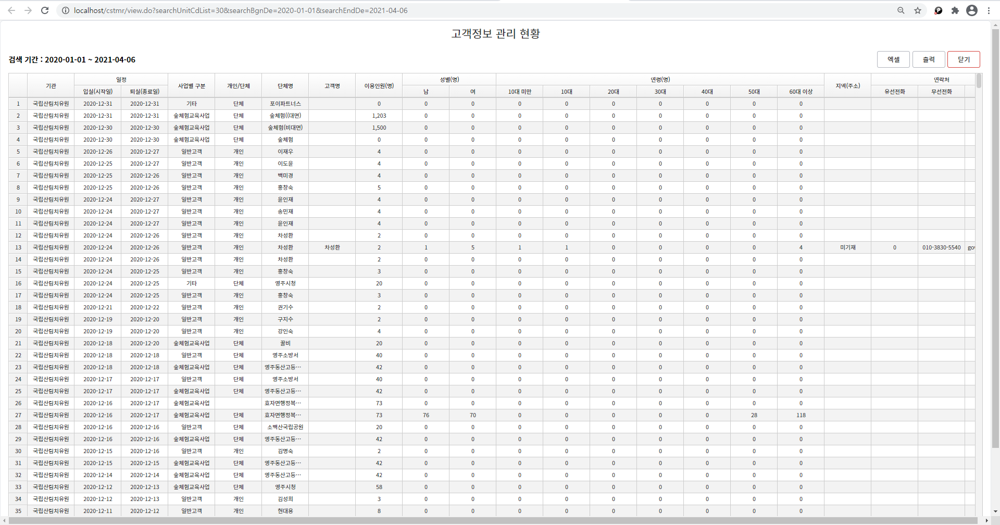 localhost/cstmr/view.do?searchUnitCdList=30&searchBgnDe=2020-01-01&searchEndDe=2021-04-06
고객정보 관리 현황
검색 기간 : 2020-01-01 ~ 2021-04-06
엑셀 출력 닫기
기관 일정 사업별 구분 개인/단체 단체명 고객명 이용인원(명) 성별(명) 연령(명) 지역(주소) 연락처
입실(시작일) 퇴실(종료일) 남 여 10대 미만 10대 20대 30대 40대 50대 60대 이상 유선전화 무선전화
1 국립산림치유원 2020-12-31 2020-12-31 기타 단체 포이파트너스 0 0 0 0 0 0 0 0 0 0
2 국립산림치유원 2020-12-31 2020-12-31 숲체험교육사업 단체 숲체험((대면) 1,203 0 0 0 0 0 0 0 0 0
3 국립산림치유원 2020-12-30 2020-12-30 숲체험교육사업 단체 숲체험(비대면) 1,500 0 0 0 0 0 0 0 0 0
4 국립산림치유원 2020-12-30 2020-12-30 숲체험교육사업 단체 숲체험 0 0 0 0 0 0 0 0 0 0
5 국립산림치유원 2020-12-26 2020-12-27 일반고객 개인 이재우 4 0 0 0 0 0 0 0 0 0
6 국립산림치유원 2020-12-25 2020-12-27 일반고객 개인 이도윤 4 0 0 0 0 0 0 0 0 0
7 국립산림치유원 2020-12-25 2020-12-26 일반고객 개인 백미경 4 0 0 0 0 0 0 0 0 0
8 국립산림치유원 2020-12-25 2020-12-26 일반고객 개인 홍창숙 5 0 0 0 0 0 0 0 0 0
9 국립산림치유원 2020-12-24 2020-12-27 일반고객 개인 윤인재 4 0 0 0 0 0 0 0 0 0
10 국립산림치유원 2020-12-24 2020-12-27 일반고객 개인 송민재 4 0 0 0 0 0 0 0 0 0
11 국립산림치유원 2020-12-24 2020-12-27 일반고객 개인 윤인재 4 0 0 0 0 0 0 0 0 0
12 국립산림치유원 2020-12-24 2020-12-26 일반고객 개인 차성환 2 0 0 0 0 0 0 0 0 0
13 국립산림치유원 2020-12-24 2020-12-26 일반고객 개인 차성환 차성환 2 1 5 1 1 0 0 0 0 4 미기재 0 010-3830-5540 go
14 국립산림치유원 2020-12-24 2020-12-26 일반고객 개인 차성환 2 0 0 0 0 0 0 0 0 0
15 국립산림치유원 2020-12-24 2020-12-25 일반고객 개인 홍창숙 3 0 0 0 0 0 0 0 0 0
16 국립산림치유원 2020-12-24 2020-12-25 기타 단체 영주시청 20 0 0 0 0 0 0 0 0 0
17 국립산림치유원 2020-12-24 2020-12-25 일반고객 개인 홍창숙 3 0 0 0 0 0 0 0 0 0
18 국립산림치유원 2020-12-21 2020-12-22 일반고객 개인 권기수 2 0 0 0 0 0 0 0 0 0
19 국립산림치유원 2020-12-19 2020-12-20 일반고객 개인 구지수 2 0 0 0 0 0 0 0 0 0
20 국립산림치유원 2020-12-19 2020-12-20 일반고객 개인 강인숙 4 0 0 0 0 0 0 0 0 0
21 국립산림치유원 2020-12-18 2020-12-20 숲체험교육사업 단체 꿀비 20 0 0 0 0 0 0 0 0 0
22 국립산림치유원 2020-12-18 2020-12-18 일반고객 단체 영주소방서 40 0 0 0 0 0 0 0 0 0
23 국립산림치유원 2020-12-18 2020-12-18 숲체험교육사업 단체 영주동산고등… 42 0 0 0 0 0 0 0 0 0
24 국립산림치유원 2020-12-17 2020-12-17 일반고객 단체 영주소방서 40 0 0 0 0 0 0 0 0 0
25 국립산림치유원 2020-12-17 2020-12-17 숲체험교육사업 단체 영주동산고등… 42 0 0 0 0 0 0 0 0 0
26 국립산림치유원 2020-12-16 2020-12-17 숲체험교육사업 효자면행정복… 73 0 0 0 0 0 0 0 0 0
27 국립산림치유원 2020-12-16 2020-12-17 숲체험교육사업 단체 효자면행정복… 73 76 70 0 0 0 0 0 28 118
28 국립산림치유원 2020-12-16 2020-12-16 일반고객 단체 소백산국립공원 20 0 0 0 0 0 0 0 0 0
29 국립산림치유원 2020-12-16 2020-12-16 숲체험교육사업 단체 영주동산고등… 42 0 0 0 0 0 0 0 0 0
30 국립산림치유원 2020-12-15 2020-12-16 일반고객 개인 김명숙 2 0 0 0 0 0 0 0 0 0
31 국립산림치유원 2020-12-15 2020-12-15 숲체험교육사업 단체 영주동산고등… 42 0 0 0 0 0 0 0 0 0
32 국립산림치유원 2020-12-14 2020-12-14 숲체험교육사업 단체 영주동산고등… 42 0 0 0 0 0 0 0 0 0
33 국립산림치유원 2020-12-12 2020-12-13 숲체험교육사업 단체 영주시청 58 0 0 0 0 0 0 0 0 0
34 국립산림치유원 2020-12-12 2020-12-13 일반고객 개인 김성희 3 0 0 0 0 0 0 0 0 0
35 국립산림치유원 2020-12-11 2020-12-12 일반고객 개인 현대용 8 0 0 0 0 0 0 0 0 0